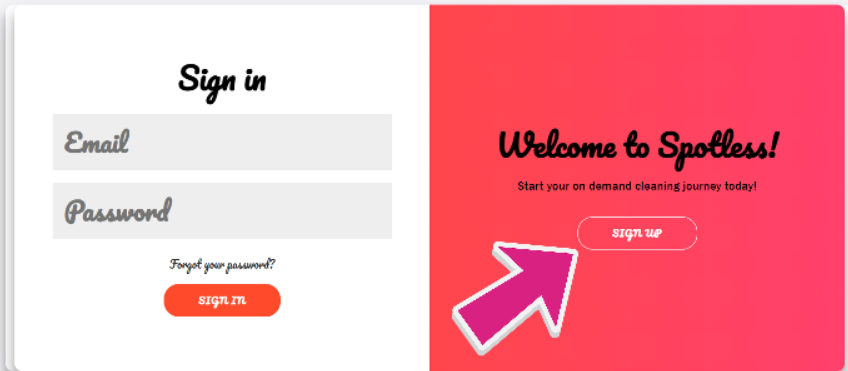 Sign in
Email
Password
Forgot your password?
SIGN IN
Welcome to Spotless!
Start your on demand cleaning journey today!
SIGN UP